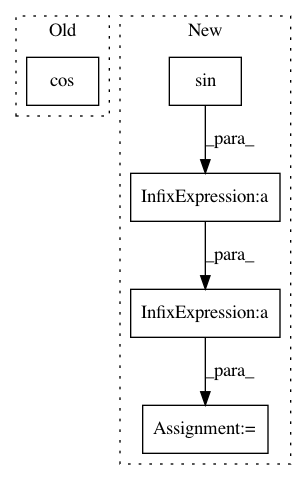 Old
New
cos
sin
_para_
InfixExpression:a
_para_
InfixExpression:a
_para_
Assignment:=